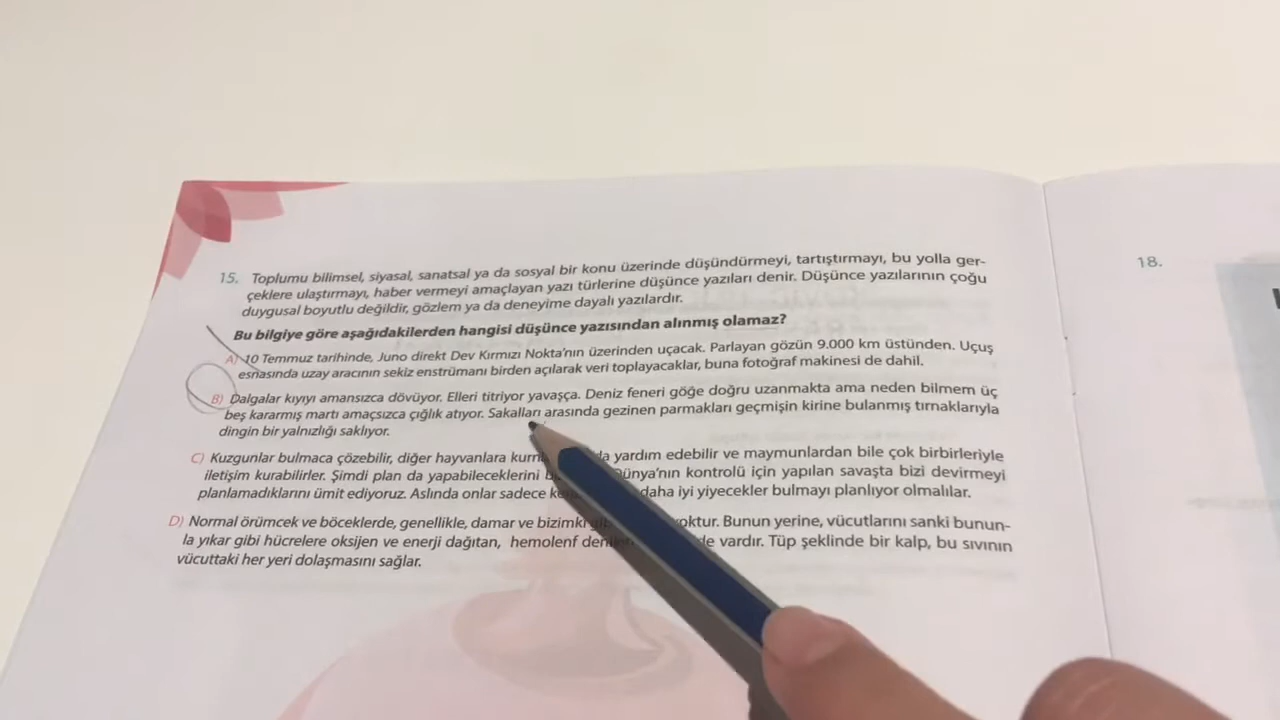 15. Toplumu bilimsel, siyasal, sanatsal ya da sosyal bir konu üzerinde düşündürmeyi, tartıştırmayı, bu yolla ger-
çeklere ulaştırmayı, haber vermeyi amaçlayan yazı türlerine düşünce yazıları denir. Düşünce yazılarının çoğu
duygusal boyutlu değildir, gözlem ya da deneyime dayalı yazılardır.
Bu bilgiye göre aşağıdakilerden hangisi düşünce yazısından alınmış olamaz?
A) 10 Temmuz tarihinde, Juno direkt Dev Kırmızı Nokta'nın üzerinden uçacak. Parlayan gözün 9.000 km üstünden. Uçuş
esnasında uzay aracının sekiz enstrümanı birden açılarak veri toplayacaklar, buna fotoğraf makinesi de dahil.
B) Dalgalar kıyıyı amansızca dövüyor. Elleri titriyor yavaşça. Deniz feneri göğe doğru uzanmakta ama neden bilmem üç
beş kararmış martı amaçsızca çığlık atıyor. Sakalları arasında gezinen parmakları geçmişin kirine bulanmış tırnaklarıyla
dingin bir yalnızlığı saklıyor.
C) Kuzgunlar bulmaca çözebilir, diğer hayvanlara yardım edebilir ve maymunlardan bile çok birbirleriyle
iletişim kurabilirler. Şimdi plan da yapabileceklerini Dünya'nın kontrolü için yapılan savaşta bizi devirmeyi
planlamadıklarını ümit ediyoruz. Aslında onlar sadece daha iyi yiyecekler bulmayı planlıyor olmalılar.
D) Normal örümcek ve böceklerde, genellikle, damar ve bizimki yoktur. Bunun yerine, vücutlarını sanki bunun-
la yıkar gibi hücrelere oksijen ve enerji dağıtan, hemolenf vardır. Tüp şeklinde bir kalp, bu sıvının
vücuttaki her yeri dolaşmasını sağlar.
18.